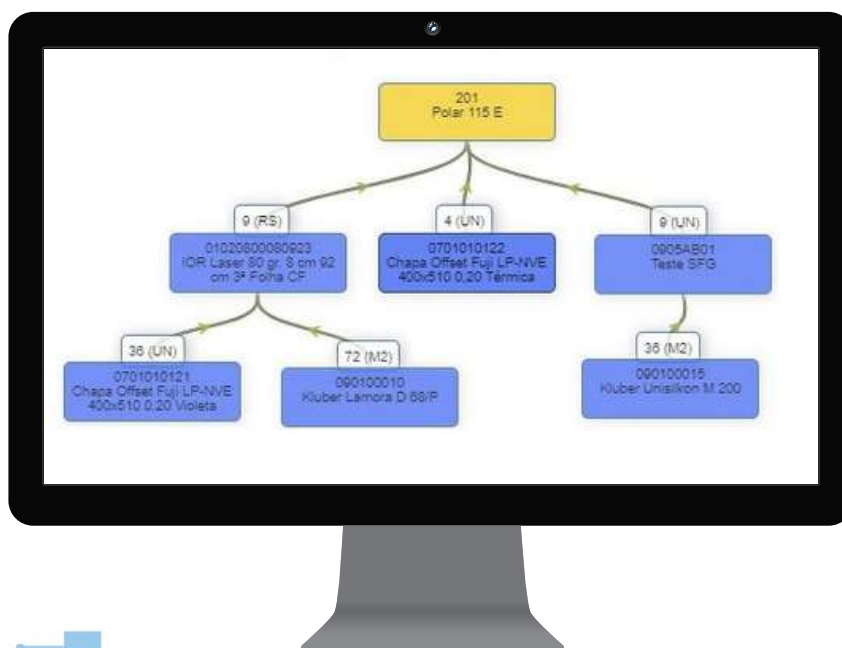 201
Polar 115 E
9 (RS)
4 (UN)
9 (UN)
01020800080923
IOR Laser 80 gr. 8 cm 92
cm 3ª Folha CF
0701010122
Chapa Offset Fuji LP-NVE
400x510 0,20 Térmica
0905AB01
Teste SFG
36 (UN)
72 (M2)
36 (M2)
0701010121
Chapa Offset Fuji LP-NVE
400x510 0,20 Violeta
090100010
Kluber Lamora D 68/P
090100015
Kluber Unisilkon M 200